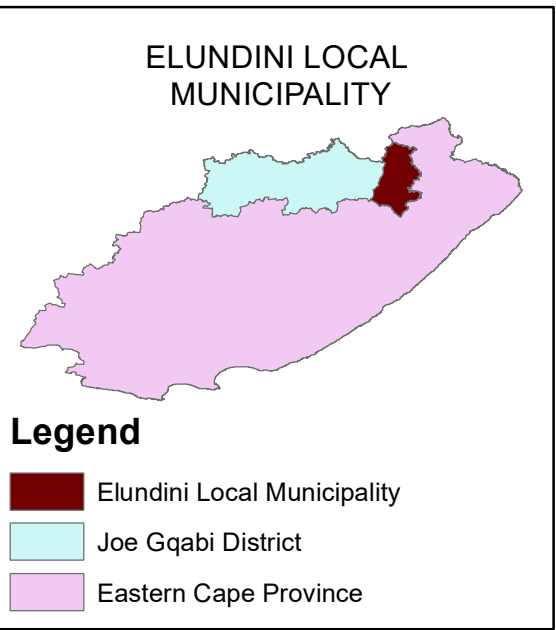 ELUNDINI LOCAL
MUNICIPALITY
Legend
Elundini Local Municipality
Joe Gqabi District
Eastern Cape Province